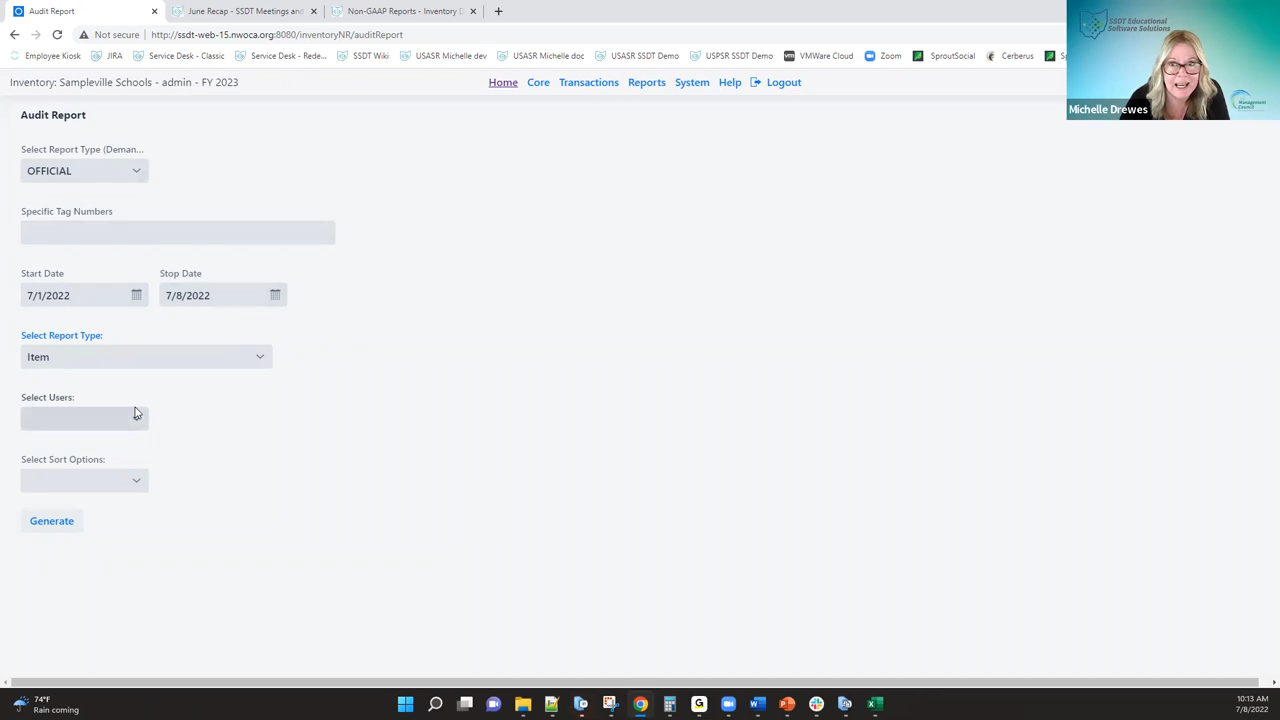 Audit Report
June Recap - SSDT Meetings and
Non-GAAP Reports - Inventory D
Not secure
http://ssdt-web-15.nwoca.org:8080/inventoryNR/auditReport
Employee Kiosk
JIRA
Service Desk - Classic
Service Desk - Rede...
SSDT Wiki
USASR Michelle dev
USASR Michelle doc
USASR SSDT Demo
USPSR SSDT Demo
VMWare Cloud
Zoom
SproutSocial
Cerberus
Inventory: Sampleville Schools - admin - FY 2023
Home
Core
Transactions
Reports
System
Help
Logout
SSDT Educational
Software Solutions
Management
Council
Michelle Drewes
Audit Report
Select Report Type (Deman...
OFFICIAL
Specific Tag Numbers
Start Date
Stop Date
7/1/2022
7/8/2022
Select Report Type:
Item
Select Users:
Select Sort Options:
Generate
74°F
Rain coming
10:13 AM
7/8/2022